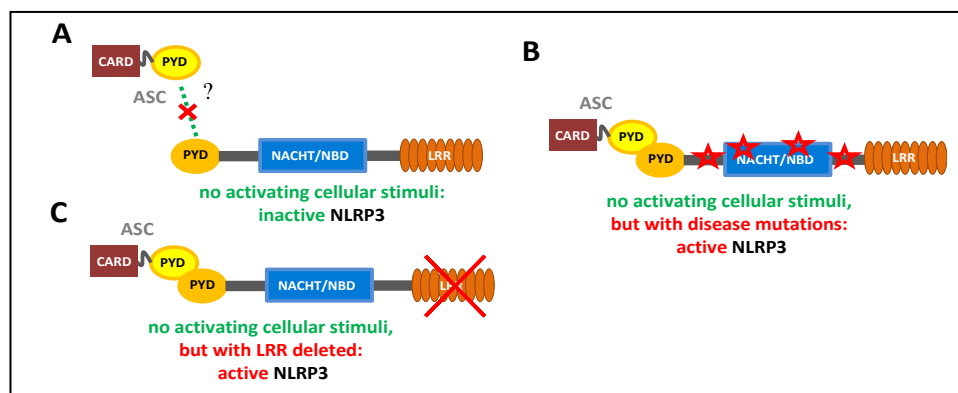 A
CARD PYD
ASC ?
PYD NACHT/NBD LRR
no activating cellular stimuli:
inactive NLRP3
B
ASC
CARD PYD
PYD NACHT/NBD LRR
no activating cellular stimuli,
but with disease mutations:
active NLRP3
C
ASC
CARD PYD
PYD NACHT/NBD LRR
no activating cellular stimuli,
but with LRR deleted:
active NLRP3